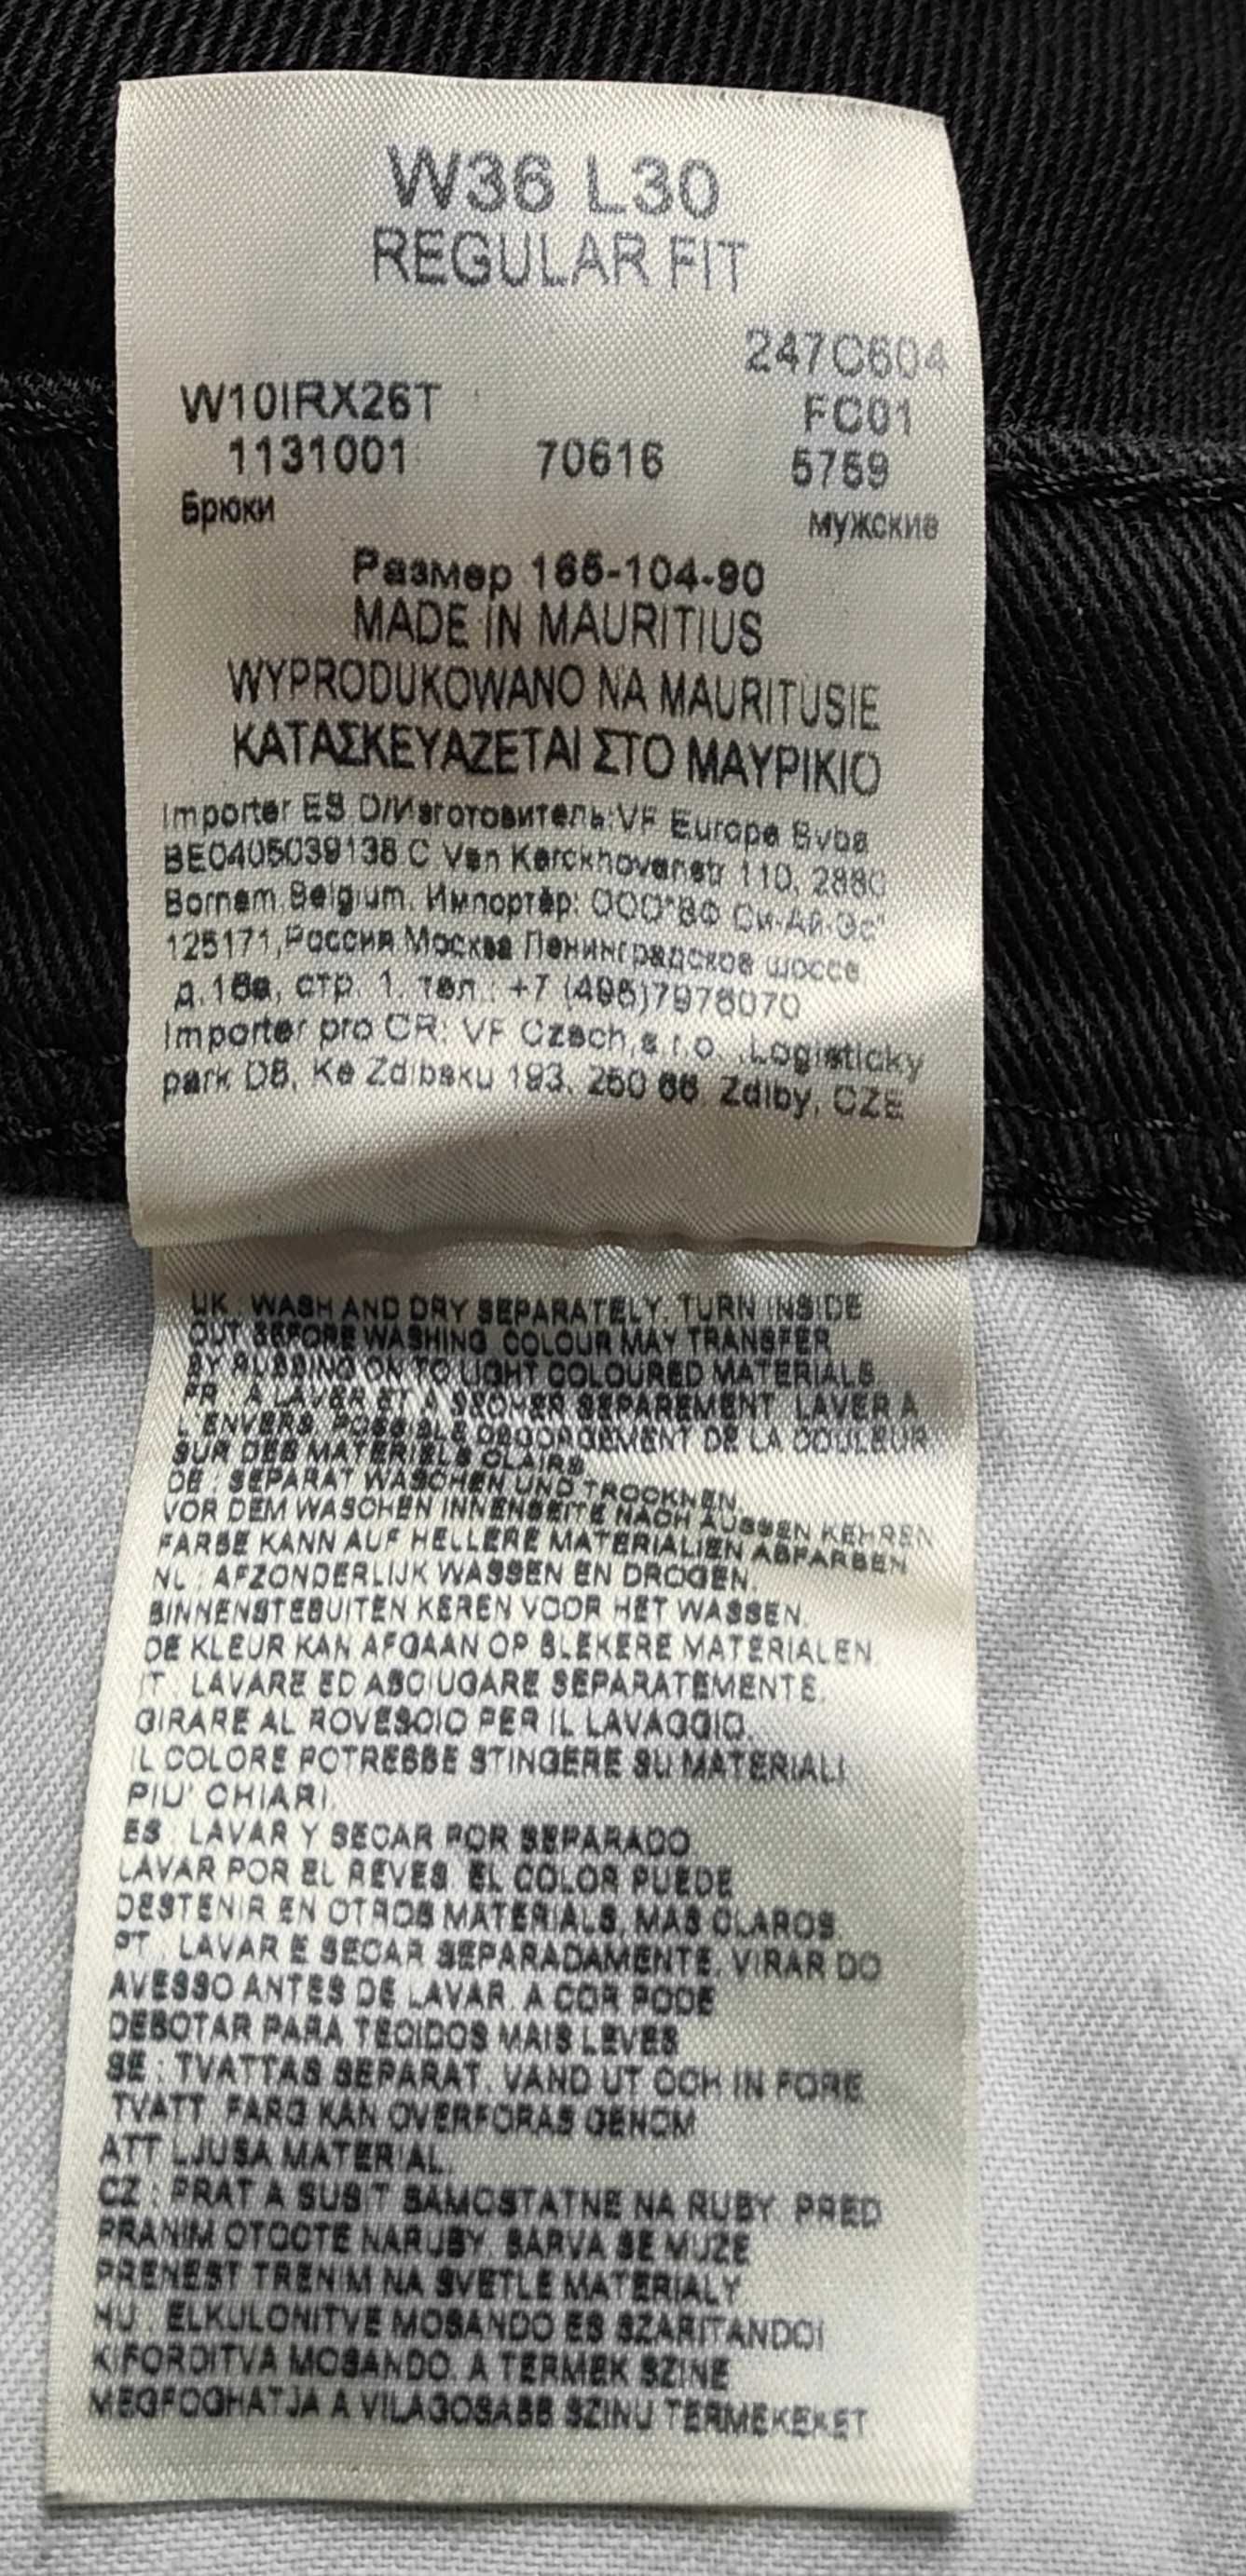 W36 L30
REGULAR FIT
247C604
W10IRX26T FC01
1131001 70616 5759
Брюки мужские
Размер 165-104-90
MADE IN MAURITIUS
WYPRODUKOWANO NA MAURITUSIE
ΚΑΤΑΣΚΕΥΑΖΕΤΑΙ ΣΤΟ ΜΑΥΡΙΚΙΟ
Importer ES D/Изготовитель:VF Europe Bvba
BE0405039138 C Van Kerckhovenstr 110, 2880
Bornem Belgium. Импортёр: ООО"ВФ Си-Ай-Эс"
125171,Россия Москва Ленинградское шоссе
д.16а, стр. 1. тел.: +7 (495)7976070
Importer pro CR: VF Czech,s.r.o. ,Logisticky
park D8, Ke Zdibsku 193, 250 66 Zdiby, CZE
UK : WASH AND DRY SEPARATELY. TURN INSIDE
OUT BEFORE WASHING COLOUR MAY TRANSFER
BY RUBBING ON TO LIGHT COLOURED MATERIALS.
FR : A LAVER ET A SECHER SEPAREMENT LAVER A
L'ENVERS. POSSIBLE DEGORGEMENT DE LA COULEUR
SUR DES MATERIELS CLAIRS.
DE : SEPARAT WASCHEN UND TROCKNEN.
VOR DEM WASCHEN INNENSEITE NACH AUSSEN KEHREN
FARBE KANN AUF HELLERE MATERIALIEN ABFARBEN
NL : AFZONDERLIJK WASSEN EN DROGEN.
BINNENSTEBUITEN KEREN VOOR HET WASSEN.
DE KLEUR KAN AFGAAN OP BLEKERE MATERIALEN
IT : LAVARE ED ASCIUGARE SEPARATEMENTE.
GIRARE AL ROVESCIO PER IL LAVAGGIO.
IL COLORE POTREBBE STINGERE SU MATERIALI
PIU' CHIARI.
ES : LAVAR Y SECAR POR SEPARADO
LAVAR POR EL REVES EL COLOR PUEDE
DESTENIR EN OTROS MATERIALS, MAS CLAROS.
PT : LAVAR E SECAR SEPARADAMENTE. VIRAR DO
AVESSO ANTES DE LAVAR. A COR PODE
DEBOTAR PARA TECIDOS MAIS LEVES
SE : TVATTAS SEPARAT. VAND UT OCH IN FORE
TVATT. FARG KAN OVERFORAS GENOM
ATT LJUSA MATERIAL.
CZ : PRAT A SUSIT SAMOSTATNE NA RUBY. PRED
PRANIM OTOCTE NARUBY. BARVA SE MUZE
PRENEST TRENIM NA SVETLE MATERIALY
HU : ELKULONITVE MOSANDO ES SZARITANDO!
KIFORDITVA MOSANDO. A TERMEK SZINE
MEGFOGHATJA A VILAGOSABB SZINU TERMEKEKET